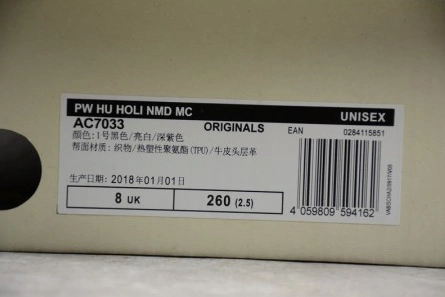 PW HU HOLI NMD MC UNISEX
AC7033 ORIGINALS EAN 0284115851
颜色:1号黑色/亮白/深紫色
帮面材质: 织物/热塑性聚氨酯(TPU)/牛皮头层革
生产日期: 2018年01月01日
8 UK 260 (2.5)
4 059809 594162